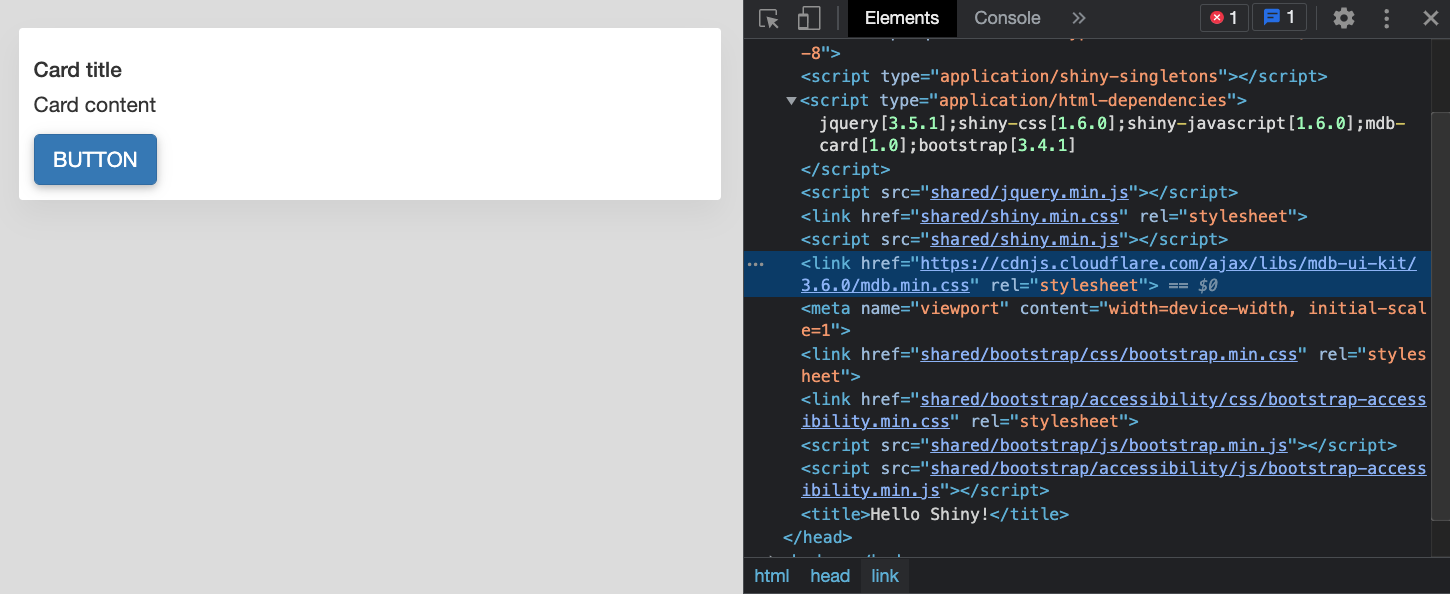 Card title
Card content
BUTTON
Elements
Console
1
1
-8">
<script type="application/shiny-singletons"></script>
<script type="application/html-dependencies">
jquery[3.5.1];shiny-css[1.6.0];shiny-javascript[1.6.0];mdb-
card[1.0];bootstrap[3.4.1]
</script>
<script src="shared/jquery.min.js"></script>
<link href="shared/shiny.min.css" rel="stylesheet">
<script src="shared/shiny.min.js"></script>
<link href="https://cdnjs.cloudflare.com/ajax/libs/mdb-ui-kit/
3.6.0/mdb.min.css" rel="stylesheet"> == $0
<meta name="viewport" content="width=device-width, initial-scal
e=1">
<link href="shared/bootstrap/css/bootstrap.min.css" rel="styles
heet">
<link href="shared/bootstrap/accessibility/css/bootstrap-access
ibility.min.css" rel="stylesheet">
<script src="shared/bootstrap/js/bootstrap.min.js"></script>
<script src="shared/bootstrap/accessibility/js/bootstrap-access
ibility.min.js"></script>
<title>Hello Shiny!</title>
</head>
html head link